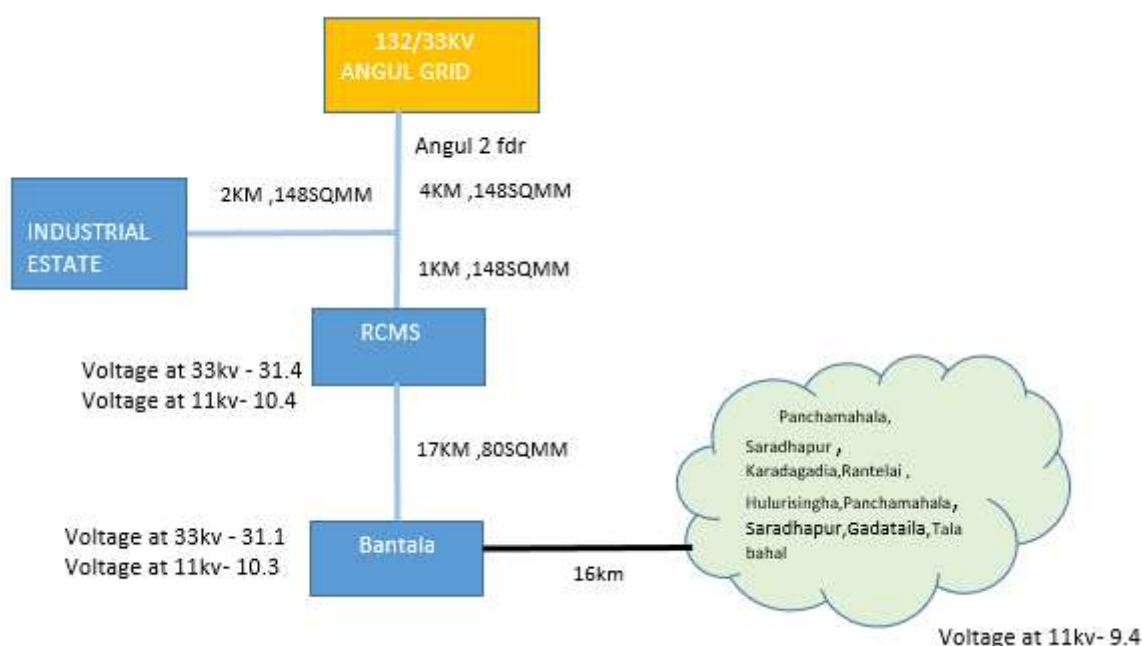 132/33KV
ANGUL GRID
Angul 2 fdr
2KM ,148SQMM
4KM ,148SQMM
INDUSTRIAL
ESTATE
1KM ,148SQMM
RCMS
Voltage at 33kv - 31.4
Voltage at 11kv- 10.4
17KM ,80SQMM
Panchamahala,
Saradhapur ,
Karadagadia,Rantelai ,
Hulurisingha,Panchamahala,
Saradhapur,Gadataila,Tala
bahal
Voltage at 33kv - 31.1
Voltage at 11kv- 10.3
Bantala
16km
Voltage at 11kv- 9.4